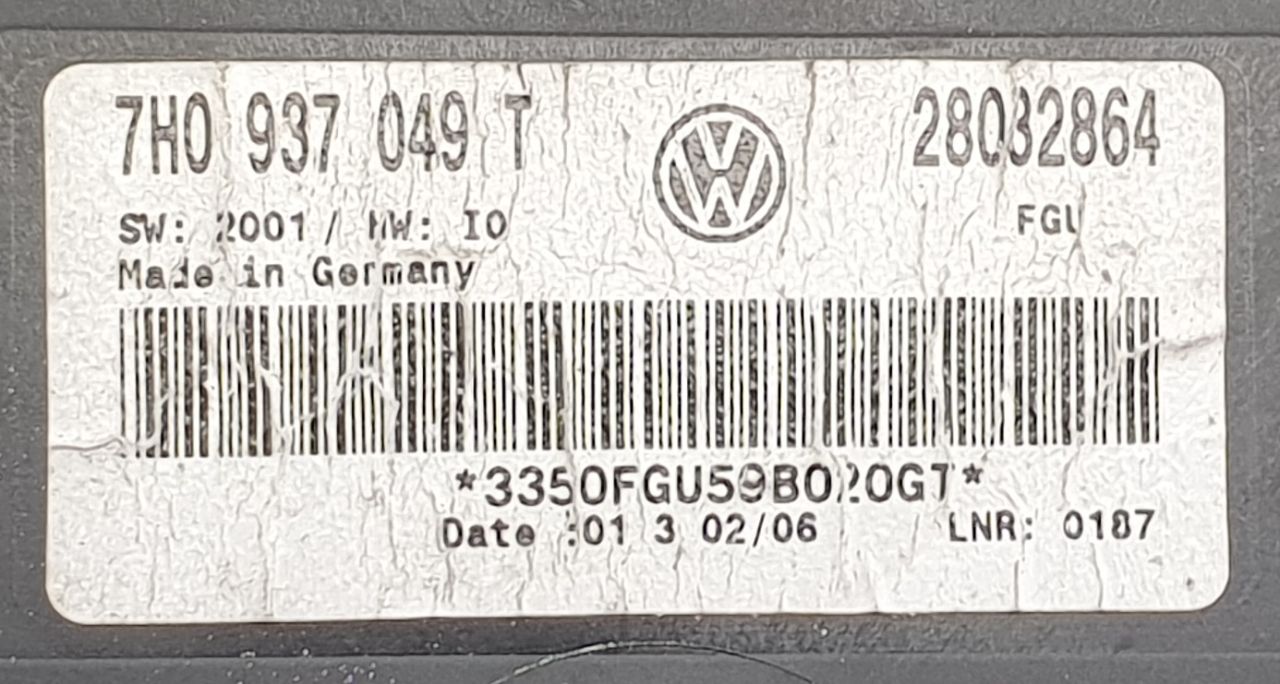 7H0 937 049 T
28032864
SW: 2001 / HW: I0
FGU
Made in Germany
*3350FGU59B020GT*
Date :01 3 02/06 LNR: 0187